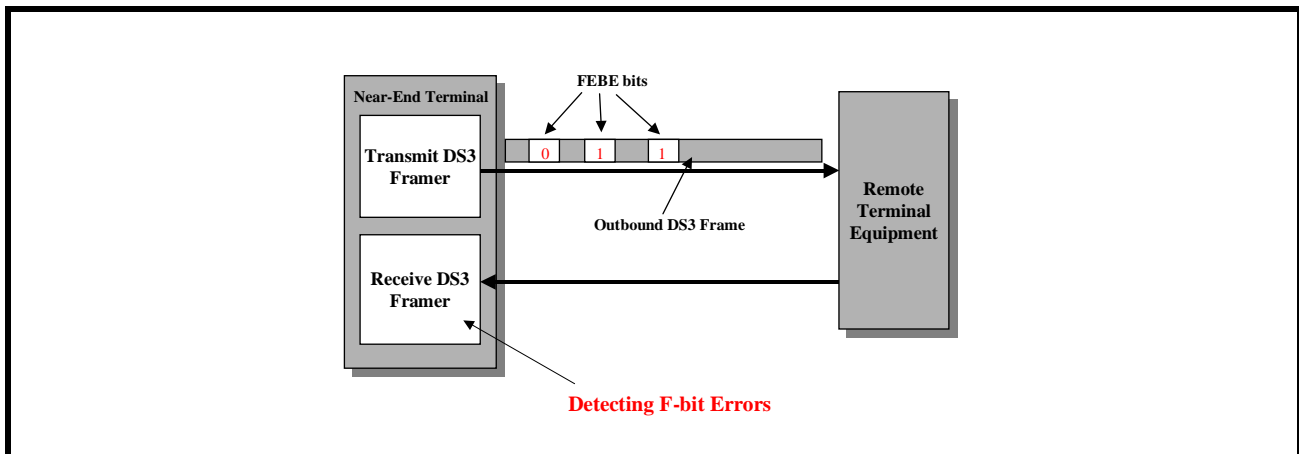 FEBE bits
Near-End Terminal
Transmit DS3
Framer
0 1 1
Remote
Terminal
Equipment
Outbound DS3 Frame
Receive DS3
Framer
Detecting F-bit Errors